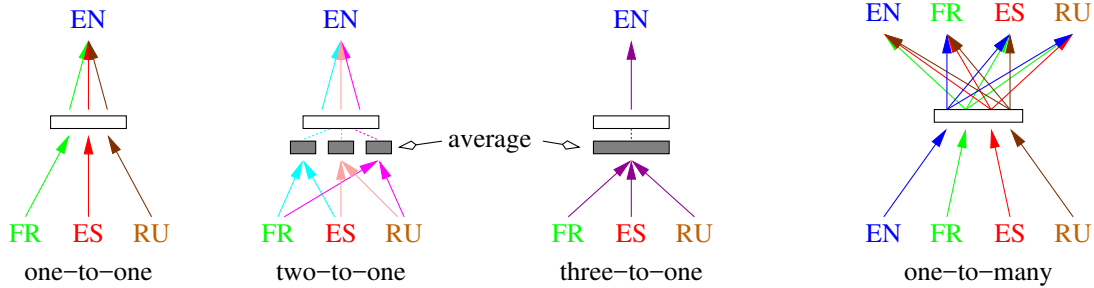 EN EN EN EN FR ES RU
average
FR ES RU FR ES RU FR ES RU EN FR ES RU
one−to−one two−to−one three−to−one one−to−many